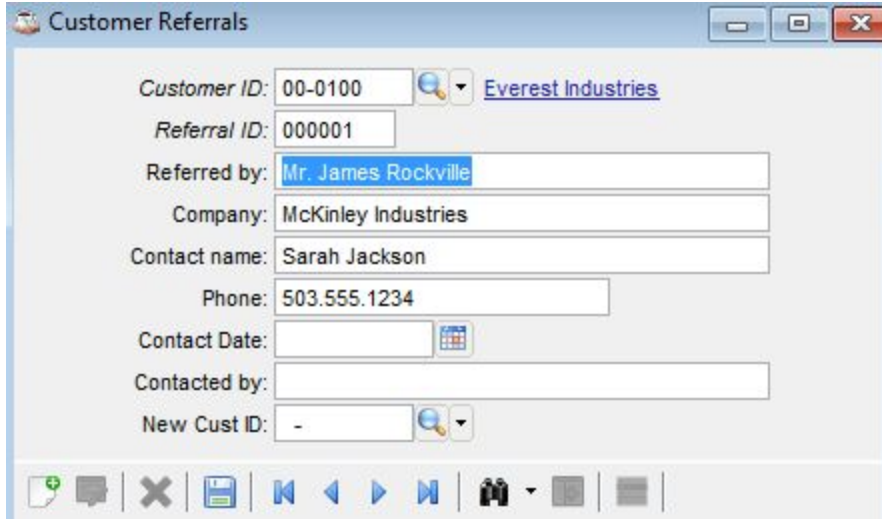 Customer Referrals
Customer ID: 00-0100 Everest Industries
Referral ID: 000001
Referred by: Mr. James Rockville
Company: McKinley Industries
Contact name: Sarah Jackson
Phone: 503.555.1234
Contact Date:
Contacted by:
New Cust ID: -